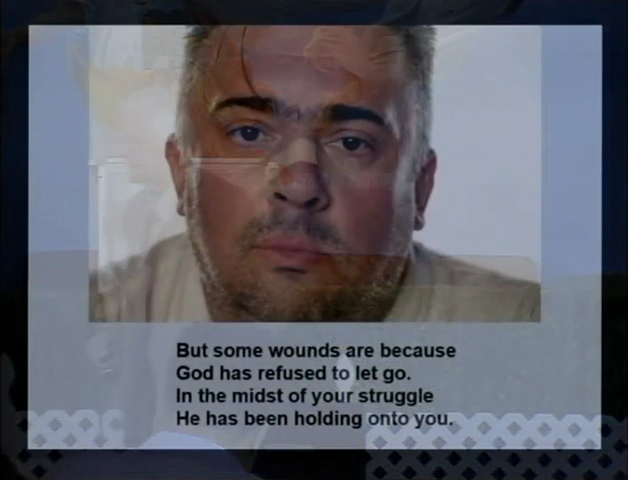 But some wounds are because
God has refused to let go.
In the midst of your struggle
He has been holding onto you.